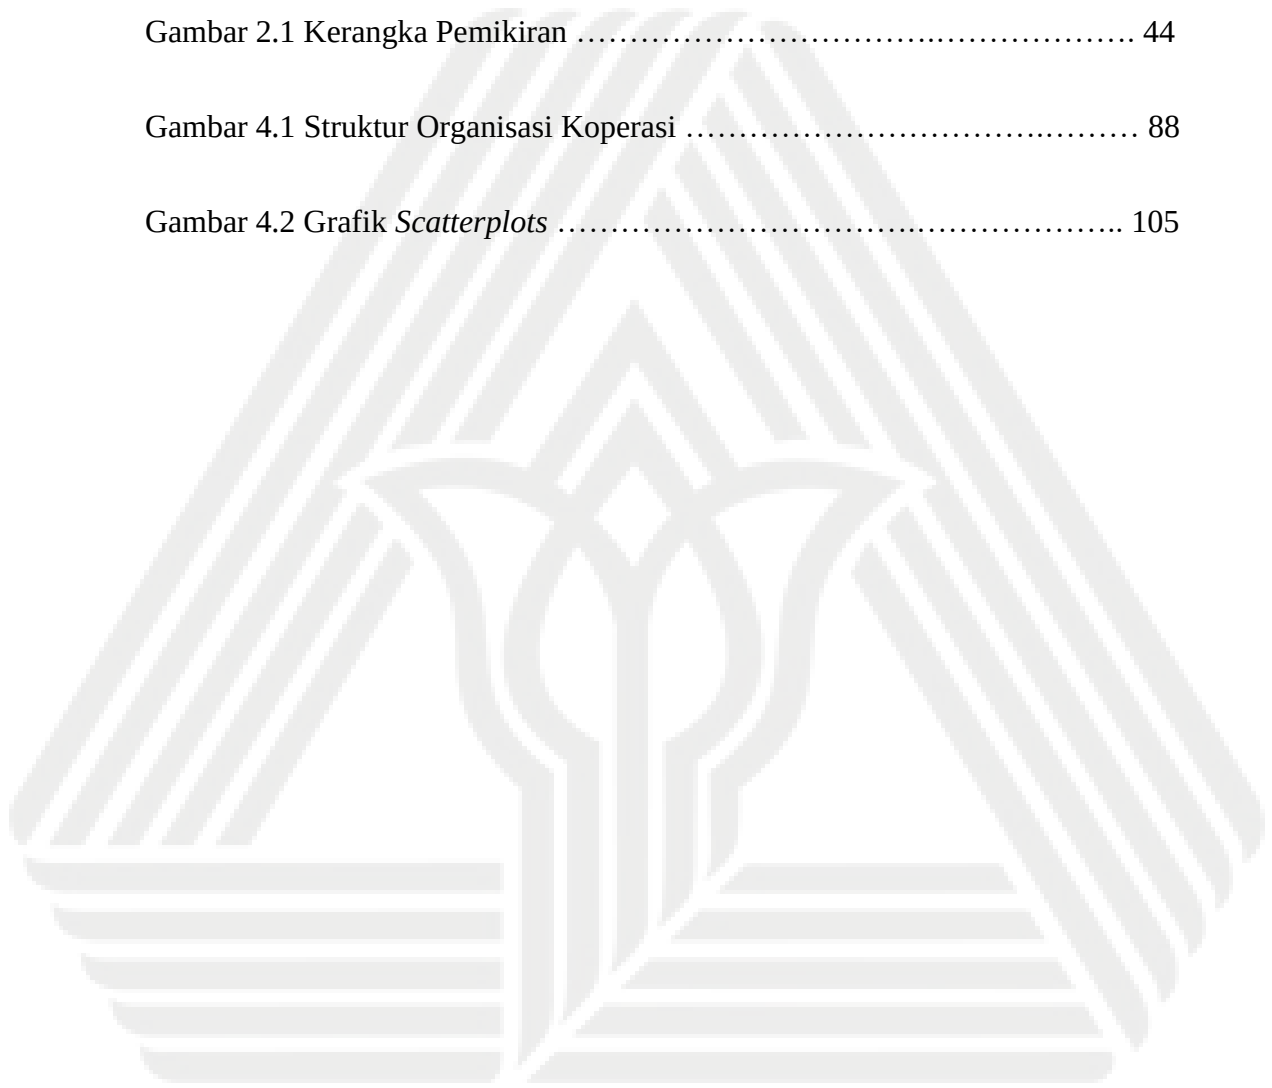 Gambar 2.1 Kerangka Pemikiran ……………………………….………………… 44
Gambar 4.1 Struktur Organisasi Koperasi …………………………….……… 88
Gambar 4.2 Grafik Scatterplots ……………………………….……………….. 105